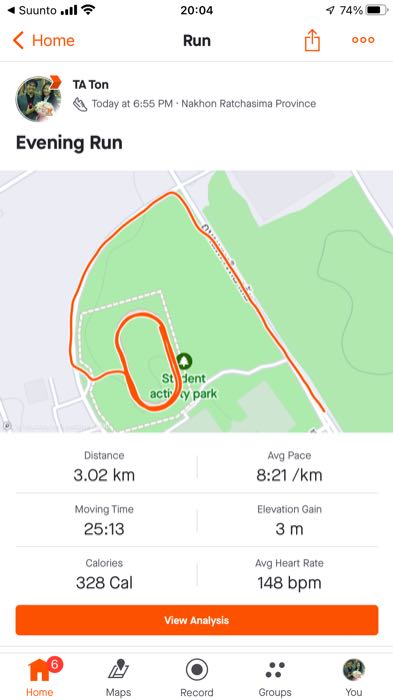 Suunto
20:04
74%
Home
Run
TA Ton
Today at 6:55 PM · Nakhon Ratchasima Province
Evening Run
Student
activity park
Distance
3.02 km
Avg Pace
8:21 /km
Moving Time
25:13
Elevation Gain
3 m
Calories
328 Cal
Avg Heart Rate
148 bpm
View Analysis
6
Home
Maps
Record
Groups
You